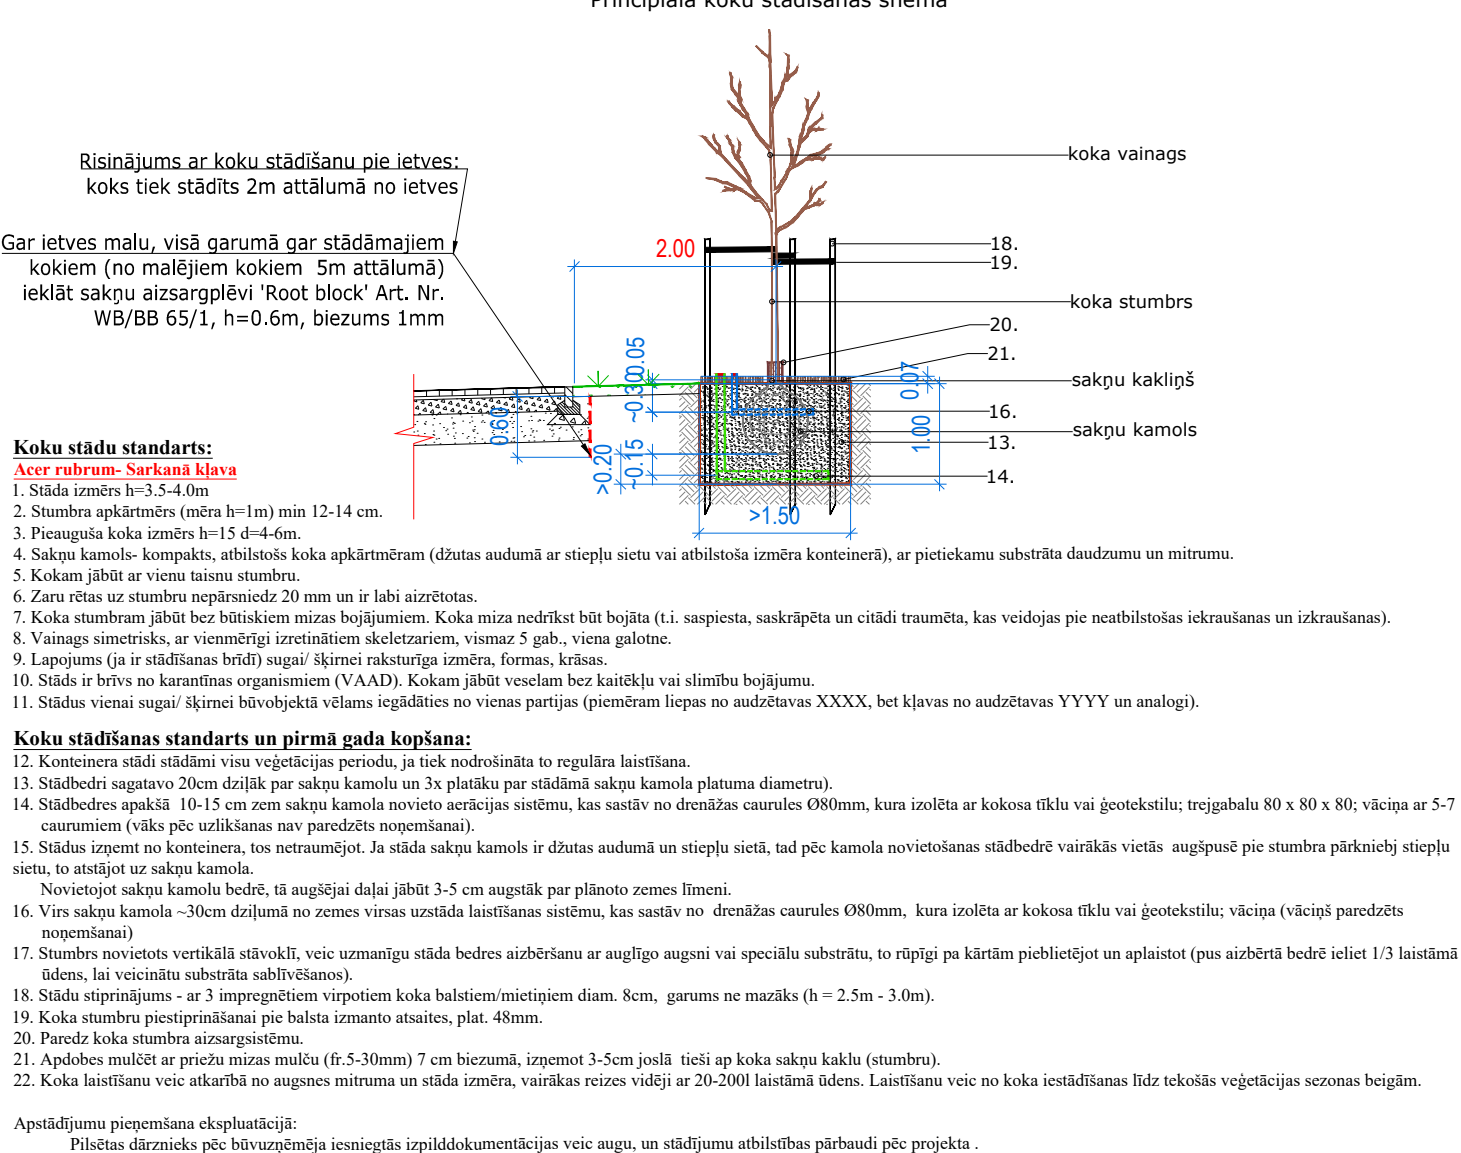 Principiālā koku stādīšanas shēma
Risinājums ar koku stādīšanu pie ietves:
koks tiek stādīts 2m attālumā no ietves
Gar ietves malu, visā garumā gar stādāmajiem
kokiem (no malējiem kokiem 5m attālumā)
ieklāt sakņu aizsargplēvi 'Root block' Art. Nr.
WB/BB 65/1, h=0.6m, biezums 1mm
koka vainags
2.00
18.
19.
koka stumbrs
20.
21.
sakņu kakliņš
16.
sakņu kamols
13.
14.
0.05
~0.30
0.07
0.60
1.00
>0.20
~0.15
>1.50
Koku stādu standarts:
Acer rubrum- Sarkanā kļava
1. Stāda izmērs h=3.5-4.0m
2. Stumbra apkārtmērs (mēra h=1m) min 12-14 cm.
3. Pieauguša koka izmērs h=15 d=4-6m.
4. Sakņu kamols- kompakts, atbilstošs koka apkārtmēram (džutas audumā ar stiepļu sietu vai atbilstoša izmēra konteinerā), ar pietiekamu substrāta daudzumu un mitrumu.
5. Kokam jābūt ar vienu taisnu stumbru.
6. Zaru rētas uz stumbru nepārsniedz 20 mm un ir labi aizrētotas.
7. Koka stumbram jābūt bez būtiskiem mizas bojājumiem. Koka miza nedrīkst būt bojāta (t.i. saspiesta, saskrāpēta un citādi traumēta, kas veidojas pie neatbilstošas iekraušanas un izkraušanas).
8. Vainags simetrisks, ar vienmērīgi izretinātiem skeletzariem, vismaz 5 gab., viena galotne.
9. Lapojums (ja ir stādīšanas brīdī) sugai/ šķirnei raksturīga izmēra, formas, krāsas.
10. Stāds ir brīvs no karantīnas organismiem (VAAD). Kokam jābūt veselam bez kaitēkļu vai slimību bojājumu.
11. Stādus vienai sugai/ šķirnei būvobjektā vēlams iegādāties no vienas partijas (piemēram liepas no audzētavas XXXX, bet kļavas no audzētavas YYYY un analogi).
Koku stādīšanas standarts un pirmā gada kopšana:
12. Konteinera stādi stādāmi visu veģetācijas periodu, ja tiek nodrošināta to regulāra laistīšana.
13. Stādbedri sagatavo 20cm dziļāk par sakņu kamolu un 3x platāku par stādāmā sakņu kamola platuma diametru).
14. Stādbedres apakšā 10-15 cm zem sakņu kamola novieto aerācijas sistēmu, kas sastāv no drenāžas caurules Ø80mm, kura izolēta ar kokosa tīklu vai ģeotekstilu; trejgabalu 80 x 80 x 80; vāciņa ar 5-7
caurumiem (vāks pēc uzlikšanas nav paredzēts noņemšanai).
15. Stādus izņemt no konteinera, tos netraumējot. Ja stāda sakņu kamols ir džutas audumā un stiepļu sietā, tad pēc kamola novietošanas stādbedrē vairākās vietās augšpusē pie stumbra pārkniebj stiepļu
sietu, to atstājot uz sakņu kamola.
Novietojot sakņu kamolu bedrē, tā augšējai daļai jābūt 3-5 cm augstāk par plānoto zemes līmeni.
16. Virs sakņu kamola ~30cm dziļumā no zemes virsas uzstāda laistīšanas sistēmu, kas sastāv no drenāžas caurules Ø80mm, kura izolēta ar kokosa tīklu vai ģeotekstilu; vāciņa (vāciņš paredzēts
noņemšanai)
17. Stumbrs novietots vertikālā stāvoklī, veic uzmanīgu stāda bedres aizbēršanu ar auglīgo augsni vai speciālu substrātu, to rūpīgi pa kārtām pieblietējot un aplaistot (pus aizbērtā bedrē ieliet 1/3 laistāmā
ūdens, lai veicinātu substrāta sablīvēšanos).
18. Stādu stiprinājums - ar 3 impregnētiem virpotiem koka balstiem/mietiņiem diam. 8cm, garums ne mazāks (h = 2.5m - 3.0m).
19. Koka stumbru piestiprināšanai pie balsta izmanto atsaites, plat. 48mm.
20. Paredz koka stumbra aizsargsistēmu.
21. Apdobes mulčēt ar priežu mizas mulču (fr.5-30mm) 7 cm biezumā, izņemot 3-5cm joslā tieši ap koka sakņu kaklu (stumbru).
22. Koka laistīšanu veic atkarībā no augsnes mitruma un stāda izmēra, vairākas reizes vidēji ar 20-200l laistāmā ūdens. Laistīšanu veic no koka iestādīšanas līdz tekošās veģetācijas sezonas beigām.
Apstādījumu pieņemšana ekspluatācijā:
Pilsētas dārznieks pēc būvuzņēmēja iesniegtās izpilddokumentācijas veic augu, un stādījumu atbilstības pārbaudi pēc projekta .